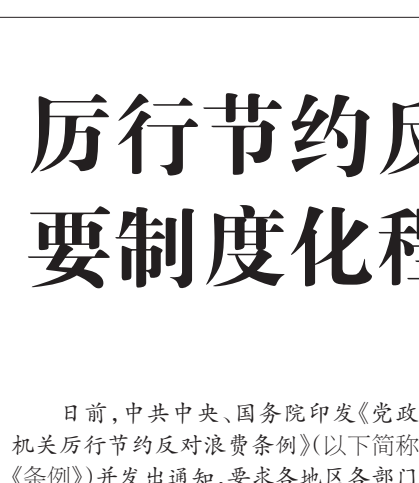 厉行节约反
要制度化程
日前,中共中央、国务院印发《党政
机关厉行节约反对浪费条例》(以下简称
《条例》)并发出通知,要求各地区各部门